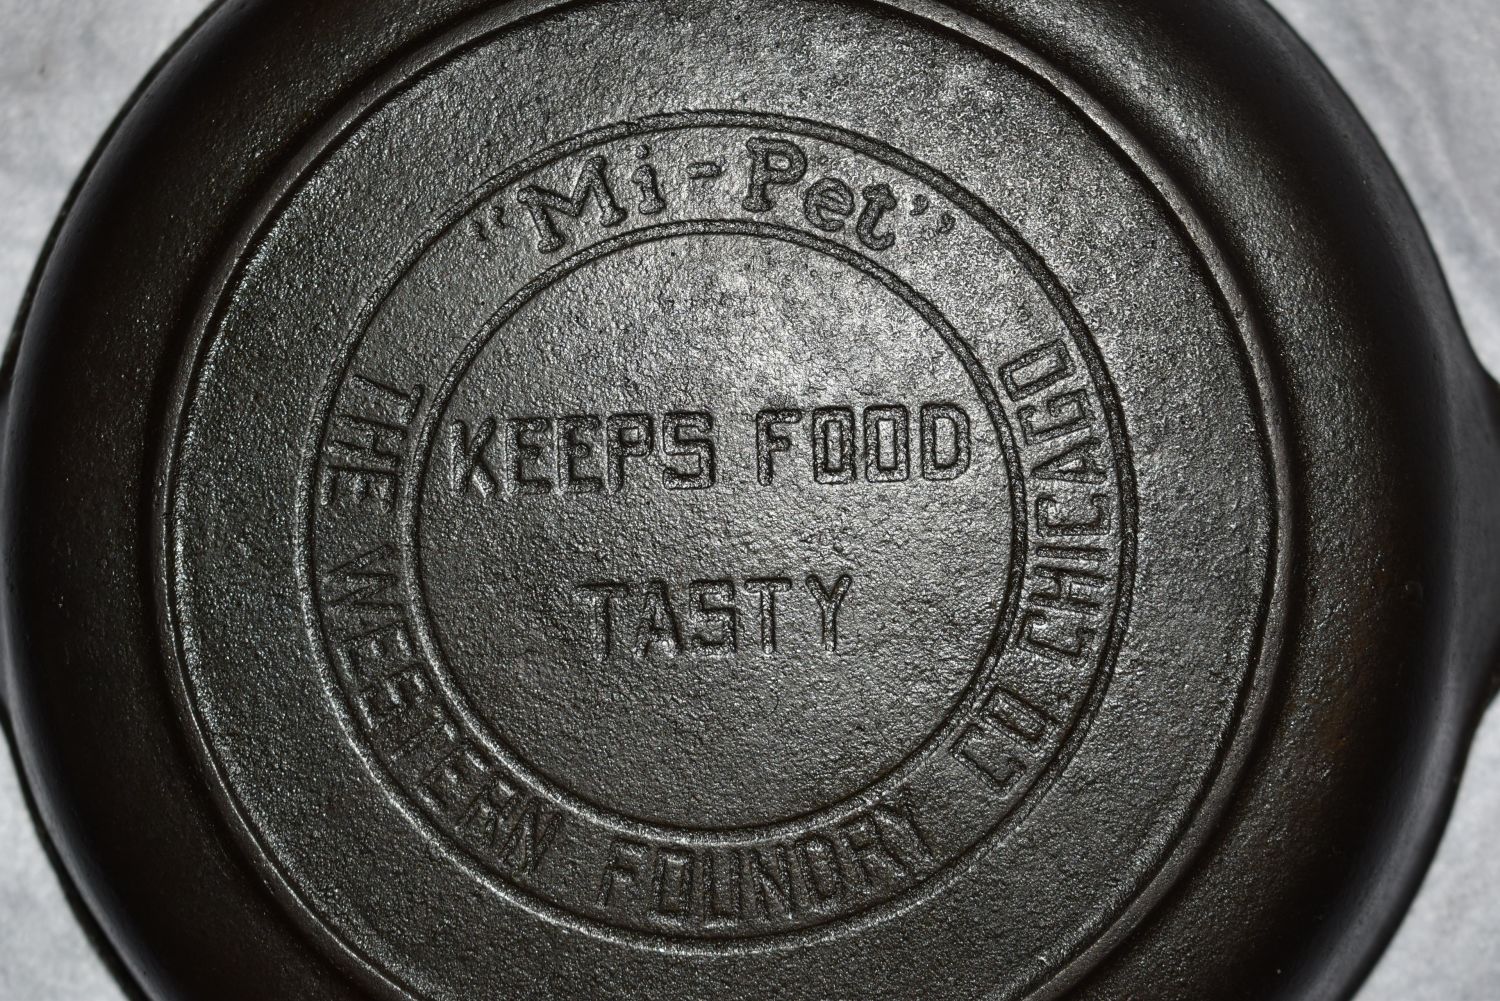 "Mi-Pet"
KEEPS FOOD
TASTY
THE WESTERN FOUNDRY CO. CHICAGO